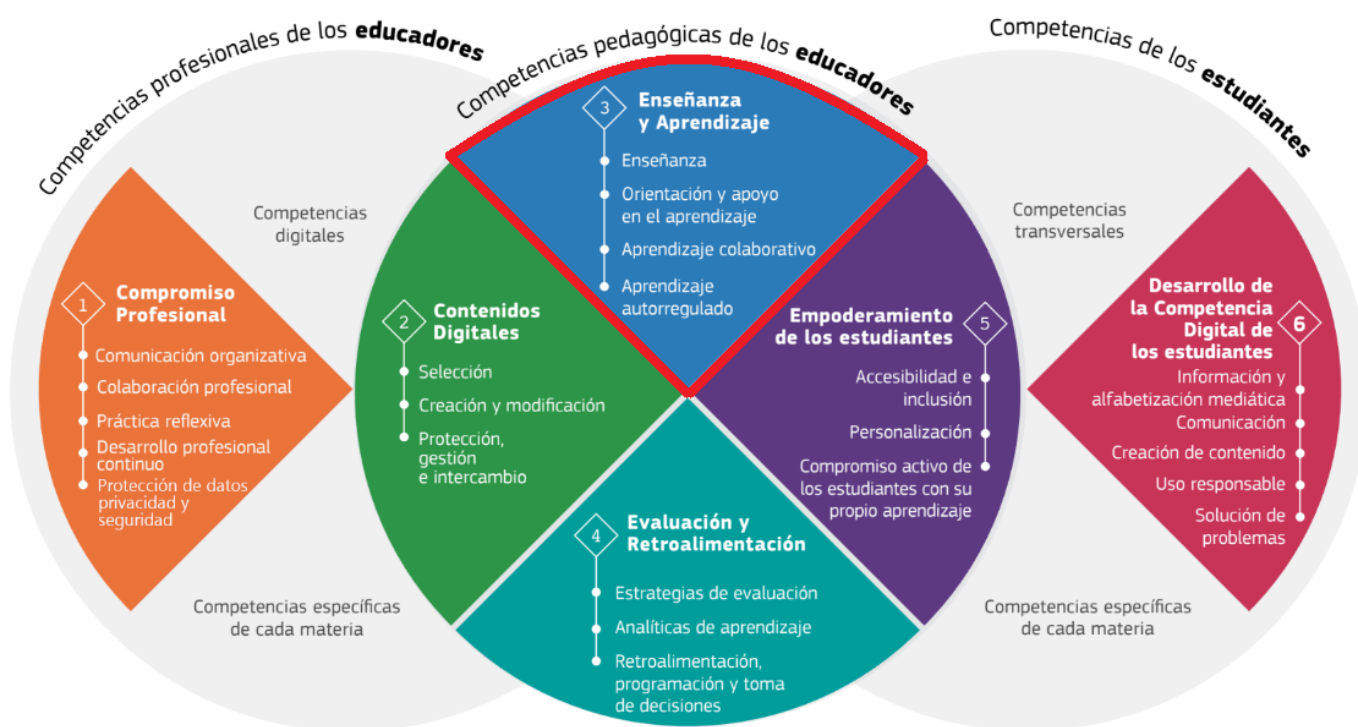 Competencias profesionales de los educadores
Competencias pedagógicas de los educadores
Competencias de los estudiantes
Competencias
digitales
Competencias específicas
de cada materia
1
Compromiso
Profesional
Comunicación organizativa
Colaboración profesional
Práctica reflexiva
Desarrollo profesional
continuo
Protección de datos
privacidad y
seguridad
2
Contenidos
Digitales
Selección
Creación y modificación
Protección,
gestión
e intercambio
3
Enseñanza
y Aprendizaje
Enseñanza
Orientación y apoyo
en el aprendizaje
Aprendizaje colaborativo
Aprendizaje
autorregulado
4
Evaluación y
Retroalimentación
Estrategias de evaluación
Analíticas de aprendizaje
Retroalimentación,
programación y toma
de decisiones
5
Empoderamiento
de los estudiantes
Accesibilidad e
inclusión
Personalización
Compromiso activo de
los estudiantes con su
propio aprendizaje
Competencias
transversales
Competencias específicas
de cada materia
6
Desarrollo de
la Competencia
Digital de
los estudiantes
Información y
alfabetización mediática
Comunicación
Creación de contenido
Uso responsable
Solución de
problemas